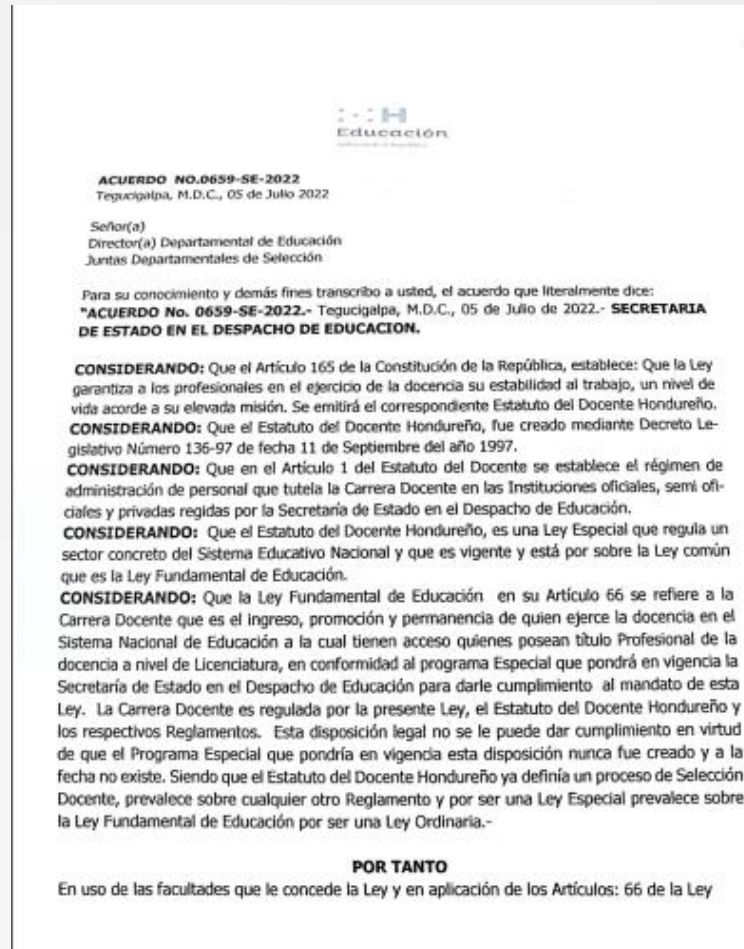 Educación
ACUERDO NO.0659-SE-2022
Tegucigalpa, M.D.C., 05 de Julio 2022
Señor(a)
Director(a) Departamental de Educación
Juntas Departamentales de Selección
Para su conocimiento y demás fines transcribo a usted, el acuerdo que literalmente dice:
"ACUERDO No. 0659-SE-2022.- Tegucigalpa, M.D.C., 05 de Julio de 2022.- SECRETARIA
DE ESTADO EN EL DESPACHO DE EDUCACION.
CONSIDERANDO: Que el Artículo 165 de la Constitución de la República, establece: Que la Ley
garantiza a los profesionales en el ejercicio de la docencia su estabilidad al trabajo, un nivel de
vida acorde a su elevada misión. Se emitirá el correspondiente Estatuto del Docente Hondureño.
CONSIDERANDO: Que el Estatuto del Docente Hondureño, fue creado mediante Decreto Le-
gislativo Número 136-97 de fecha 11 de Septiembre del año 1997.
CONSIDERANDO: Que en el Artículo 1 del Estatuto del Docente se establece el régimen de
administración de personal que tutela la Carrera Docente en las Instituciones oficiales, semi ofi-
ciales y privadas regidas por la Secretaría de Estado en el Despacho de Educación.
CONSIDERANDO: Que el Estatuto del Docente Hondureño, es una Ley Especial que regula un
sector concreto del Sistema Educativo Nacional y que es vigente y está por sobre la Ley común
que es la Ley Fundamental de Educación.
CONSIDERANDO: Que la Ley Fundamental de Educación en su Artículo 66 se refiere a la
Carrera Docente que es el ingreso, promoción y permanencia de quien ejerce la docencia en el
Sistema Nacional de Educación a la cual tienen acceso quienes posean título Profesional de la
docencia a nivel de Licenciatura, en conformidad al programa Especial que pondrá en vigencia la
Secretaría de Estado en el Despacho de Educación para darle cumplimiento al mandato de esta
Ley. La Carrera Docente es regulada por la presente Ley, el Estatuto del Docente Hondureño y
los respectivos Reglamentos. Esta disposición legal no se le puede dar cumplimiento en virtud
de que el Programa Especial que pondría en vigencia esta disposición nunca fue creado y a la
fecha no existe. Siendo que el Estatuto del Docente Hondureño ya definía un proceso de Selección
Docente, prevalece sobre cualquier otro Reglamento y por ser una Ley Especial prevalece sobre
la Ley Fundamental de Educación por ser una Ley Ordinaria.-
POR TANTO
En uso de las facultades que le concede la Ley y en aplicación de los Artículos: 66 de la Ley